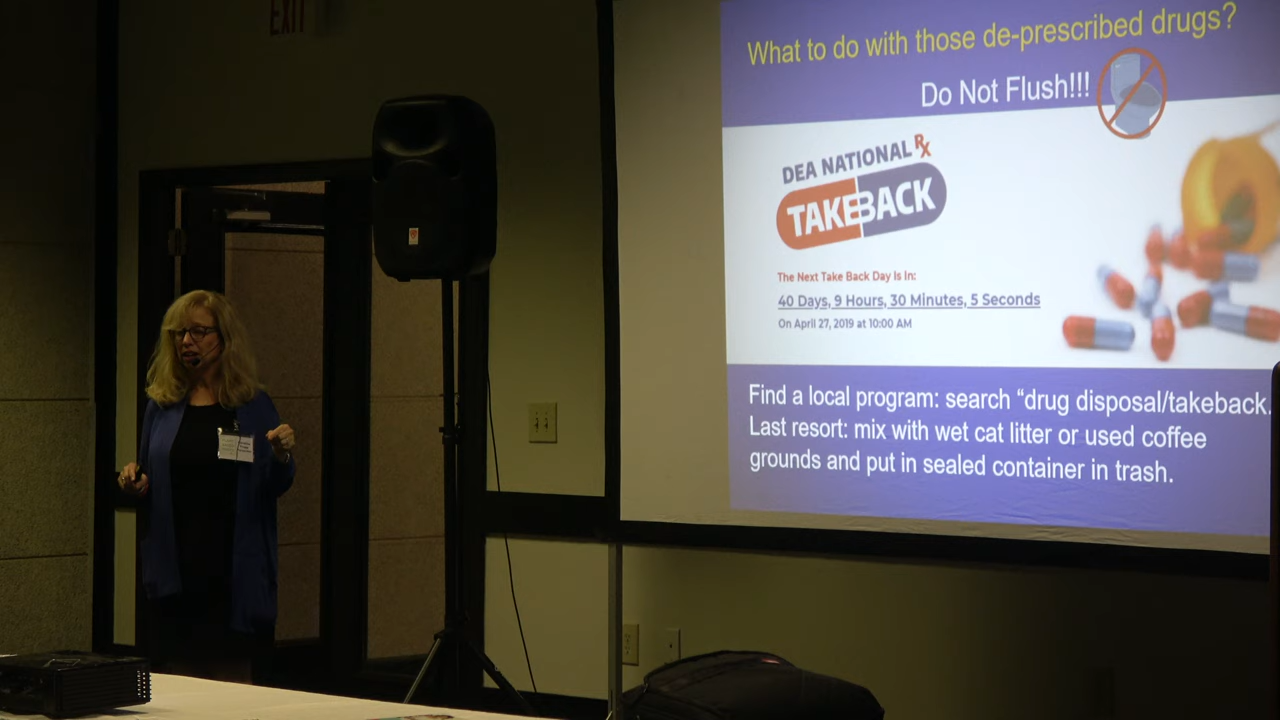 EXIT
What to do with those de-prescribed drugs?
Do Not Flush!!!
DEA NATIONAL Rx
TAKE BACK
The Next Take Back Day Is In:
40 Days, 9 Hours, 30 Minutes, 5 Seconds
On April 27, 2019 at 10:00 AM
Find a local program: search “drug disposal/takeback.
Last resort: mix with wet cat litter or used coffee
grounds and put in sealed container in trash.